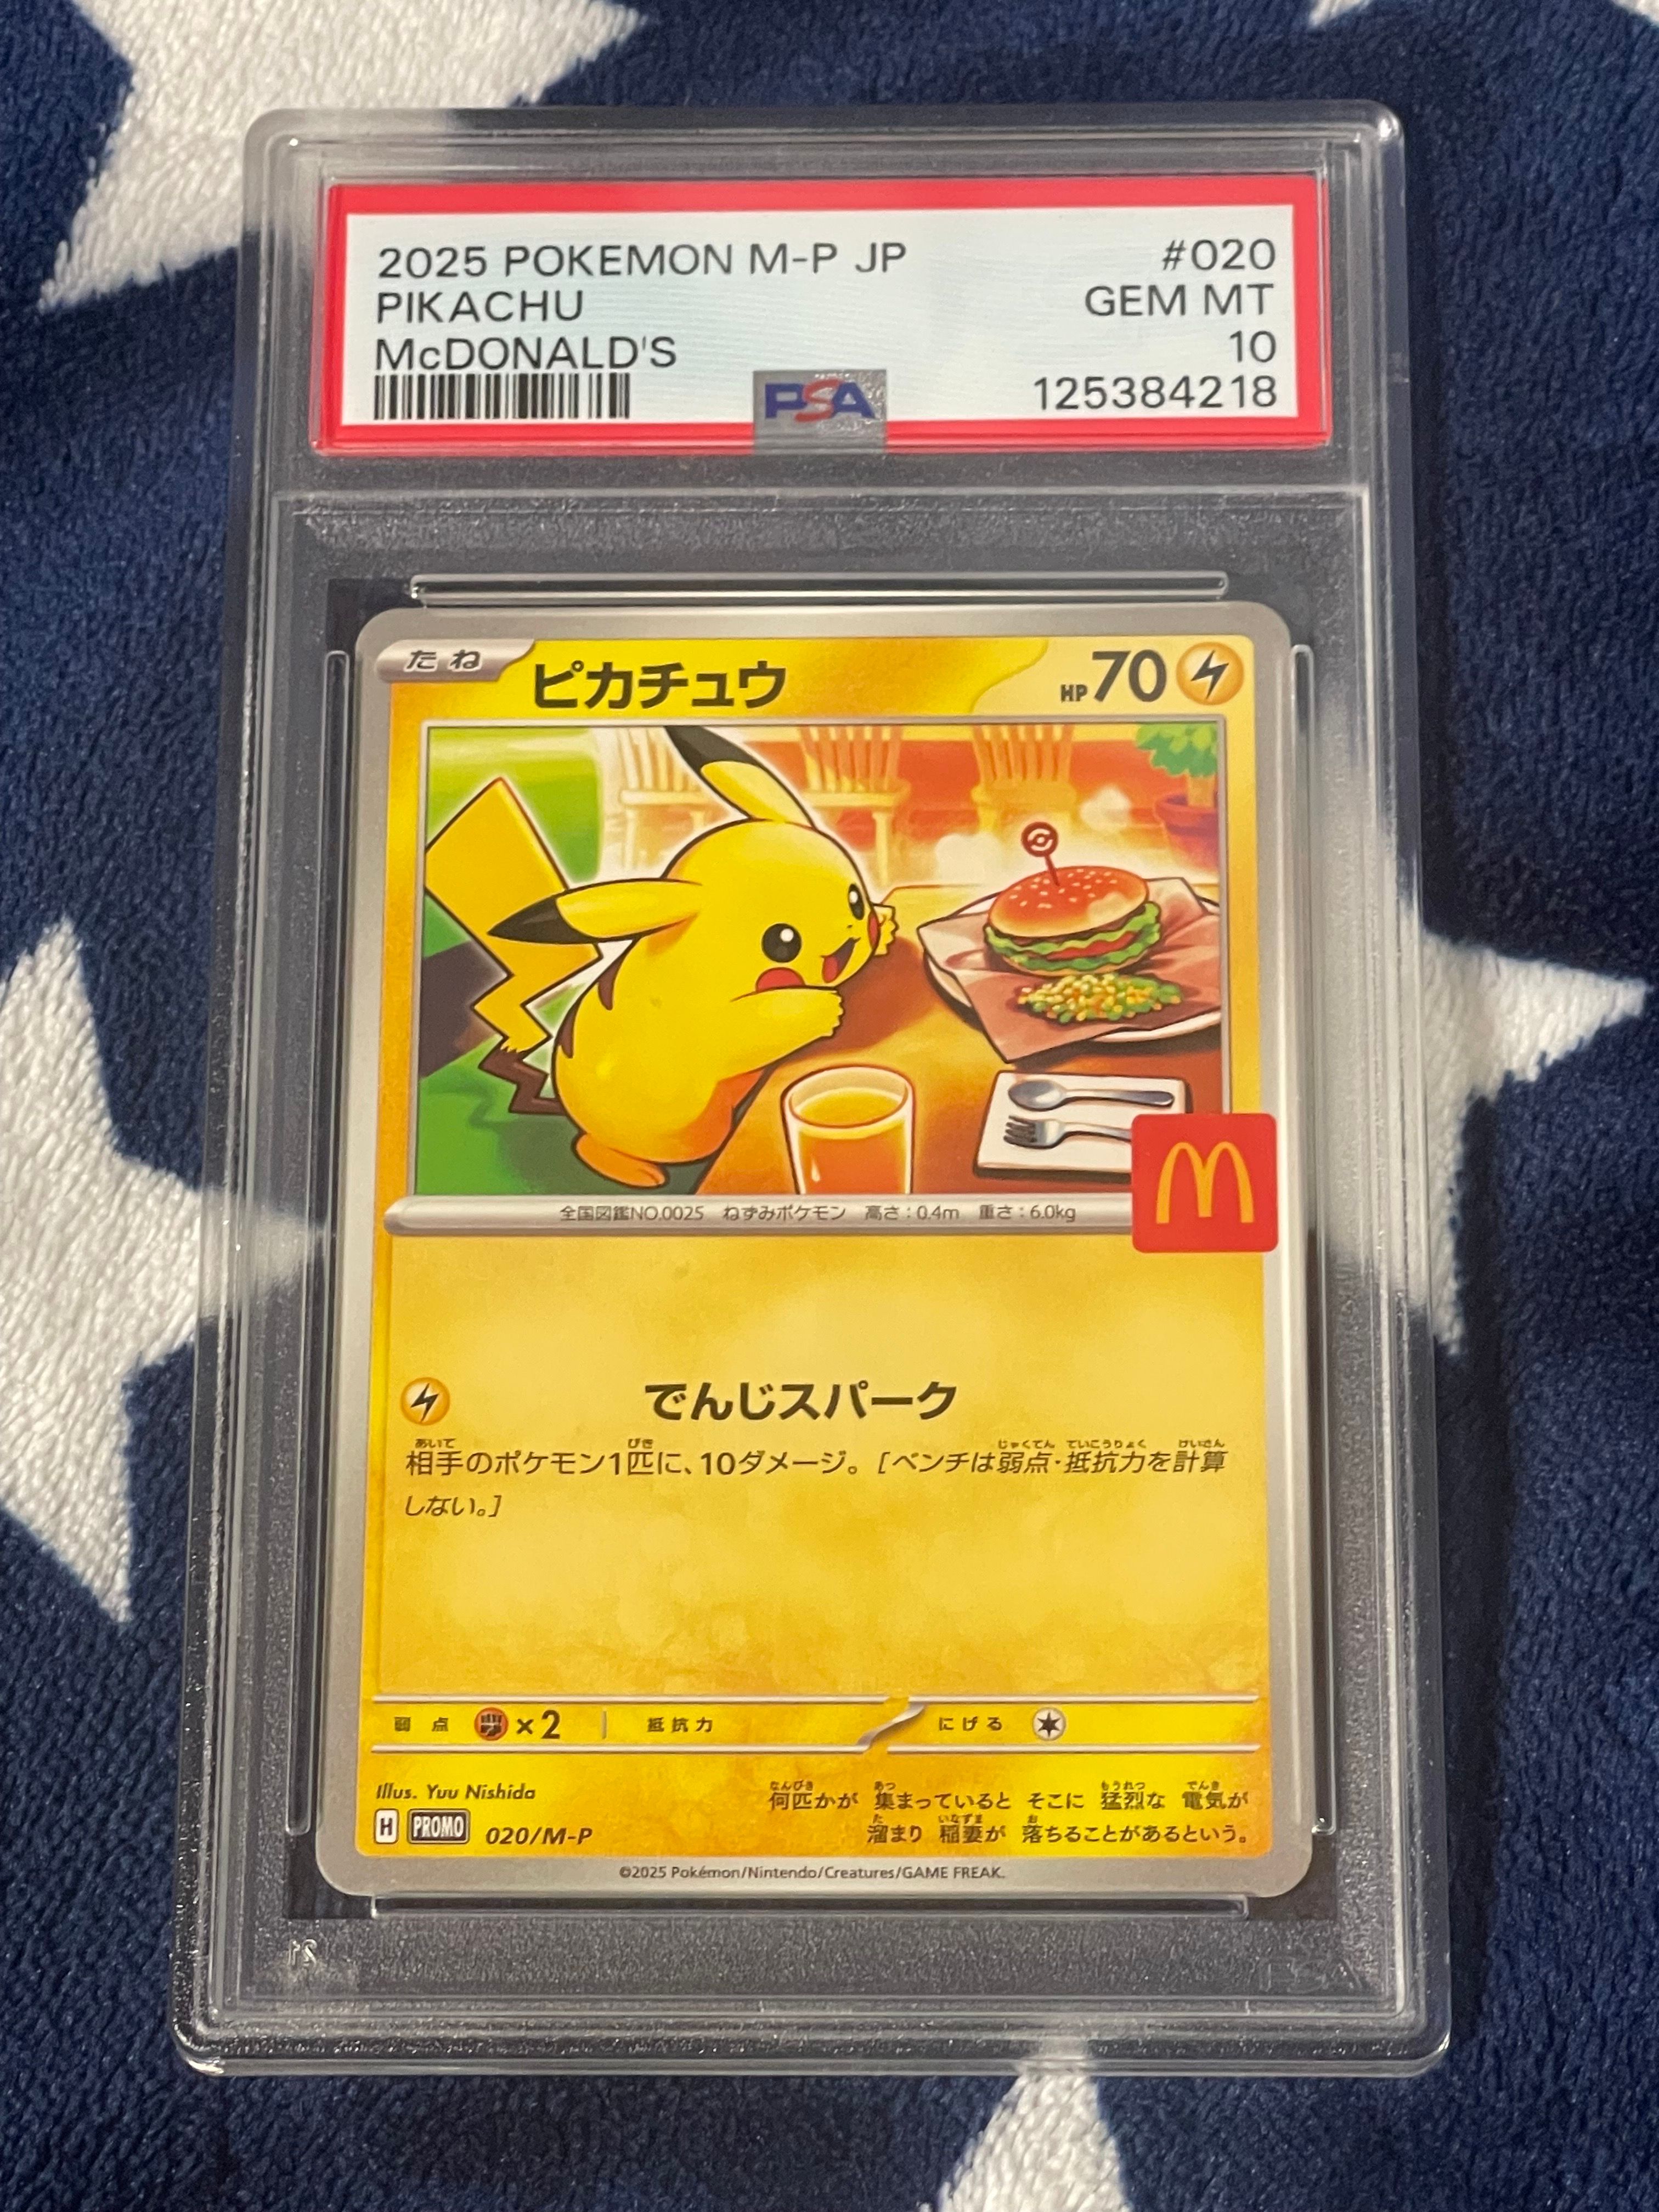 2025 POKEMON M-P JP #020
PIKACHU GEM MT
McDONALD'S 10
PSA 125384218
たね ピカチュウ HP70
全国図鑑NO.0025 ねずみポケモン 高さ:0.4m 重さ:6.0kg
M
でんじスパーク
相手のポケモン1匹に、10ダメージ。[ベンチは弱点・抵抗力を計算
しない。]
弱点 ×2 抵抗力 にげる
Illus. Yuu Nishida
H PROMO 020/M-P
何匹かが 集まっていると そこに 猛烈な 電気が
溜まり 稲妻が 落ちることがあるという。
©2025 Pokémon/Nintendo/Creatures/GAME FREAK.